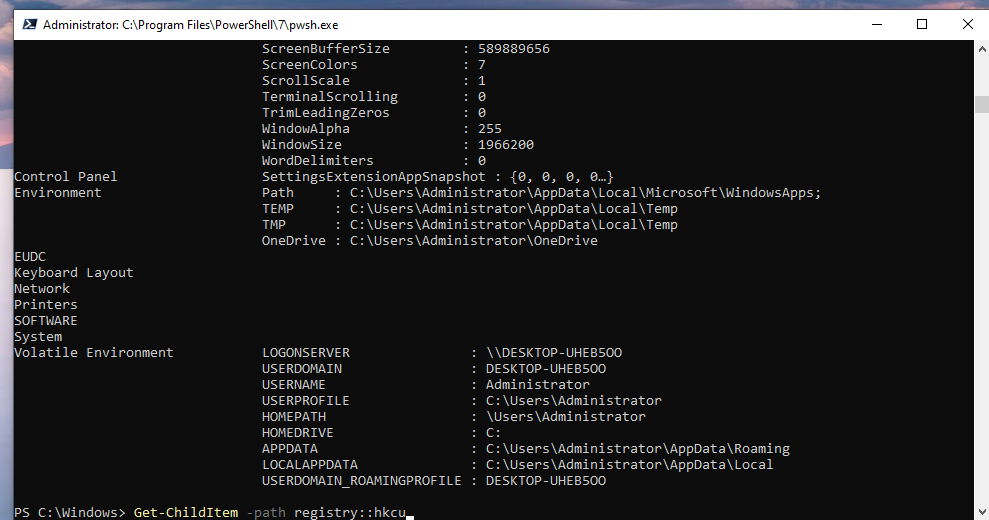 Administrator: C:\Program Files\PowerShell\7\pwsh.exe
ScreenBufferSize : 589889656
ScreenColors : 7
ScrollScale : 1
TerminalScrolling : 0
TrimLeadingZeros : 0
WindowAlpha : 255
WindowSize : 1966200
WordDelimiters : 0
Control Panel SettingsExtensionAppSnapshot : {0, 0, 0, 0…}
Environment Path : C:\Users\Administrator\AppData\Local\Microsoft\WindowsApps;
TEMP : C:\Users\Administrator\AppData\Local\Temp
TMP : C:\Users\Administrator\AppData\Local\Temp
OneDrive : C:\Users\Administrator\OneDrive
EUDC
Keyboard Layout
Network
Printers
SOFTWARE
System
Volatile Environment LOGONSERVER : \\DESKTOP-UHEB5OO
USERDOMAIN : DESKTOP-UHEB5OO
USERNAME : Administrator
USERPROFILE : C:\Users\Administrator
HOMEPATH : \Users\Administrator
HOMEDRIVE : C:
APPDATA : C:\Users\Administrator\AppData\Roaming
LOCALAPPDATA : C:\Users\Administrator\AppData\Local
USERDOMAIN_ROAMINGPROFILE : DESKTOP-UHEB5OO
PS C:\Windows> Get-ChildItem -path registry::hkcu